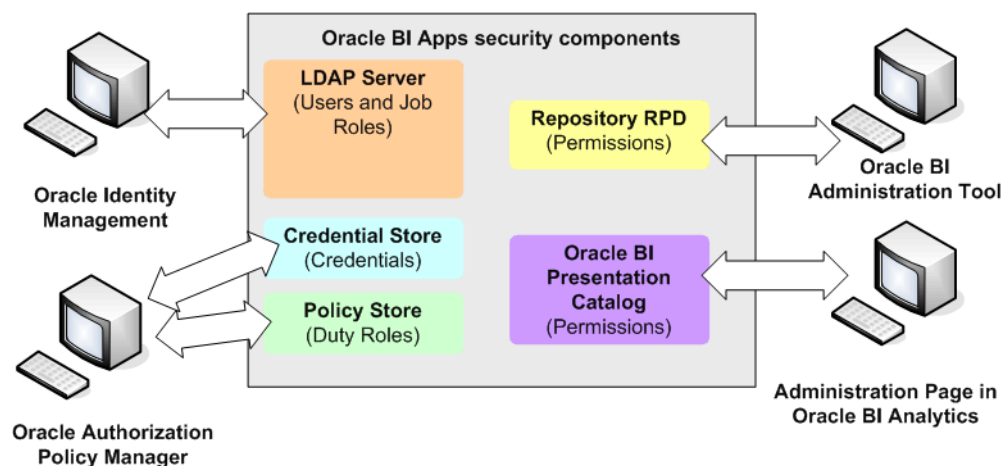 Oracle BI Apps security components
LDAP Server
(Users and Job
Roles)
Repository RPD
(Permissions)
Oracle Identity
Management
Oracle BI
Administration Tool
Credential Store
(Credentials)
Oracle BI
Presentation
Catalog
(Permissions)
Policy Store
(Duty Roles)
Oracle Authorization
Policy Manager
Administration Page in
Oracle BI Analytics